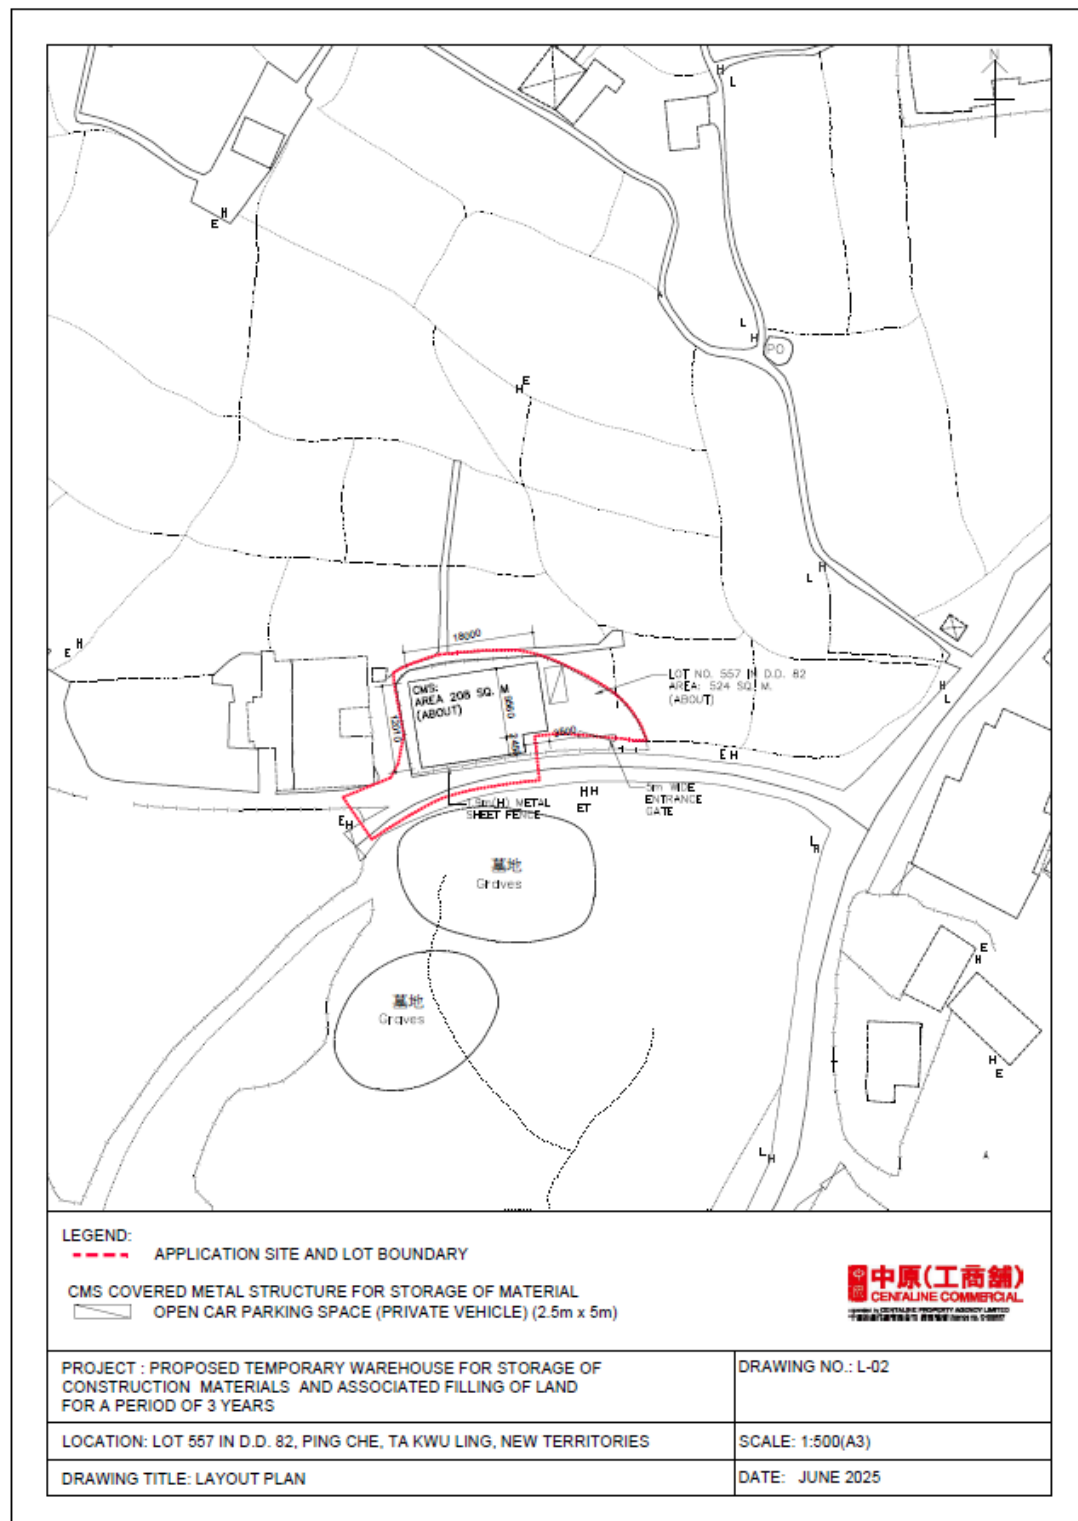 N
H
L
H
E
L
H
PO
E
H
H
L
H
E
18000
LOT NO. 557 IN D.D. 82
AREA: 524 SQ. M.
(ABOUT)
CMS:
AREA 208 SQ. M
(ABOUT)
H
L
E H
1.8m(H) METAL
SHEET FENCE
H H
ET
5m WIDE
ENTRANCE
GATE
E
H
墓地
Graves
墓地
Graves
E
H
H
E
L
H
LEGEND:
APPLICATION SITE AND LOT BOUNDARY
CMS COVERED METAL STRUCTURE FOR STORAGE OF MATERIAL
OPEN CAR PARKING SPACE (PRIVATE VEHICLE) (2.5m x 5m)
中原(工商舖)
CENTALINE COMMERCIAL
PROJECT : PROPOSED TEMPORARY WAREHOUSE FOR STORAGE OF
CONSTRUCTION MATERIALS AND ASSOCIATED FILLING OF LAND
FOR A PERIOD OF 3 YEARS
DRAWING NO.: L-02
LOCATION: LOT 557 IN D.D. 82, PING CHE, TA KWU LING, NEW TERRITORIES
SCALE: 1:500(A3)
DRAWING TITLE: LAYOUT PLAN
DATE: JUNE 2025